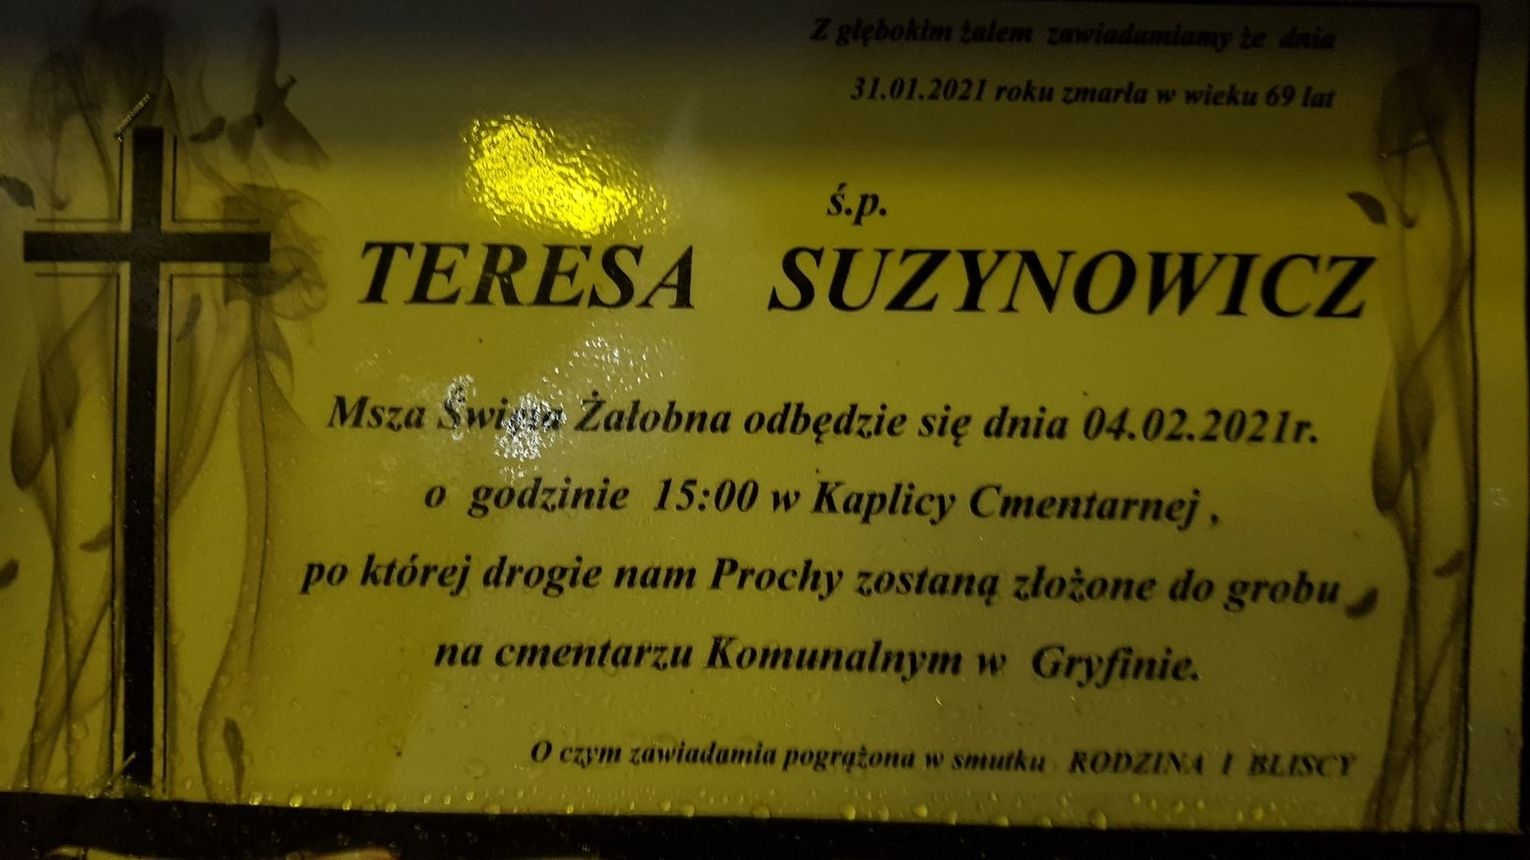 Z głębokim żalem zawiadamiamy że dnia
31.01.2021 roku zmarła w wieku 69 lat
ś.p.
TERESA SUZYNOWICZ
Msza Święta Żałobna odbędzie się dnia 04.02.2021r.
o godzinie 15:00 w Kaplicy Cmentarnej ,
po której drogie nam Prochy zostaną złożone do grobu
na cmentarzu Komunalnym w Gryfinie.
O czym zawiadamia pogrążona w smutku RODZINA I BLISCY